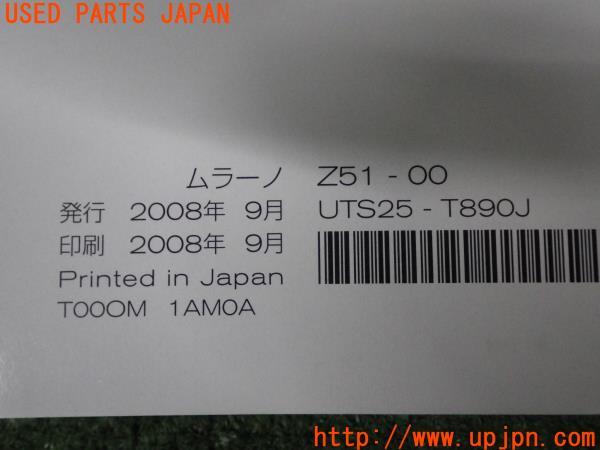 USED PARTS JAPAN
ムラーノ Z51-00
発行 2008年 9月 UTS25-T890J
印刷 2008年 9月
Printed in Japan
T00OM 1AM0A
http://www.upjpn.com